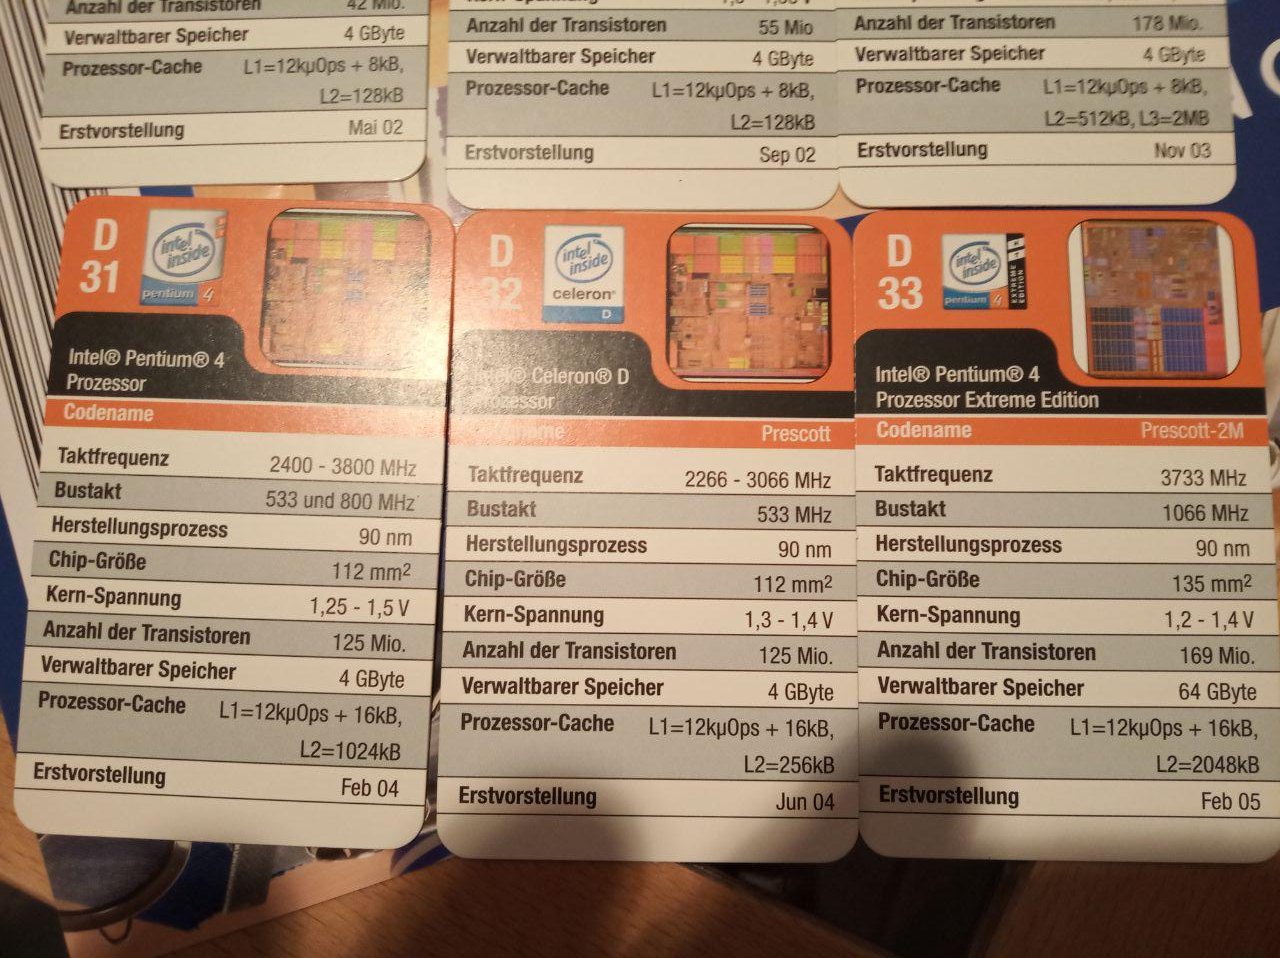 Anzahl der Transistoren 42 Mio.
Verwaltbarer Speicher 4 GByte
Prozessor-Cache L1=12kµOps + 8kB,
L2=128kB
Erstvorstellung Mai 02
Anzahl der Transistoren 55 Mio
Verwaltbarer Speicher 4 GByte
Prozessor-Cache L1=12kµOps + 8kB,
L2=128kB
Erstvorstellung Sep 02
Anzahl der Transistoren 178 Mio.
Verwaltbarer Speicher 4 GByte
Prozessor-Cache L1=12kµOps + 8kB,
L2=512kB, L3=2MB
Erstvorstellung Nov 03
D
31
intel
inside
pentium 4
Intel® Pentium® 4
Prozessor
Codename
Taktfrequenz 2400 - 3800 MHz
Bustakt 533 und 800 MHz
Herstellungsprozess 90 nm
Chip-Größe 112 mm²
Kern-Spannung 1,25 - 1,5 V
Anzahl der Transistoren 125 Mio.
Verwaltbarer Speicher 4 GByte
Prozessor-Cache L1=12kµOps + 16kB,
L2=1024kB
Erstvorstellung Feb 04
D
32
intel
inside
celeron®
D
Intel® Celeron® D
Prozessor
Codename Prescott
Taktfrequenz 2266 - 3066 MHz
Bustakt 533 MHz
Herstellungsprozess 90 nm
Chip-Größe 112 mm²
Kern-Spannung 1,3 - 1,4 V
Anzahl der Transistoren 125 Mio.
Verwaltbarer Speicher 4 GByte
Prozessor-Cache L1=12kµOps + 16kB,
L2=256kB
Erstvorstellung Jun 04
D
33
intel
inside
pentium 4
EXTREME
EDITION
Intel® Pentium® 4
Prozessor Extreme Edition
Codename Prescott-2M
Taktfrequenz 3733 MHz
Bustakt 1066 MHz
Herstellungsprozess 90 nm
Chip-Größe 135 mm²
Kern-Spannung 1,2 - 1,4 V
Anzahl der Transistoren 169 Mio.
Verwaltbarer Speicher 64 GByte
Prozessor-Cache L1=12kµOps + 16kB,
L2=2048kB
Erstvorstellung Feb 05